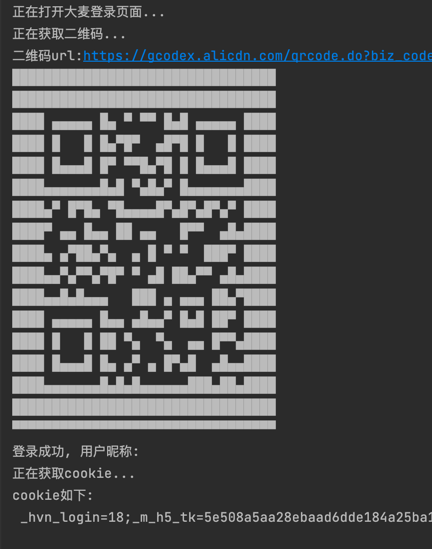 正在打开大麦登录页面...
正在获取二维码...
二维码url:https://gcodex.alicdn.com/qrcode.do?biz_code
登录成功, 用户昵称:
正在获取cookie...
cookie如下:
_hvn_login=18;_m_h5_tk=5e508a5aa28ebaad6dde184a25ba1